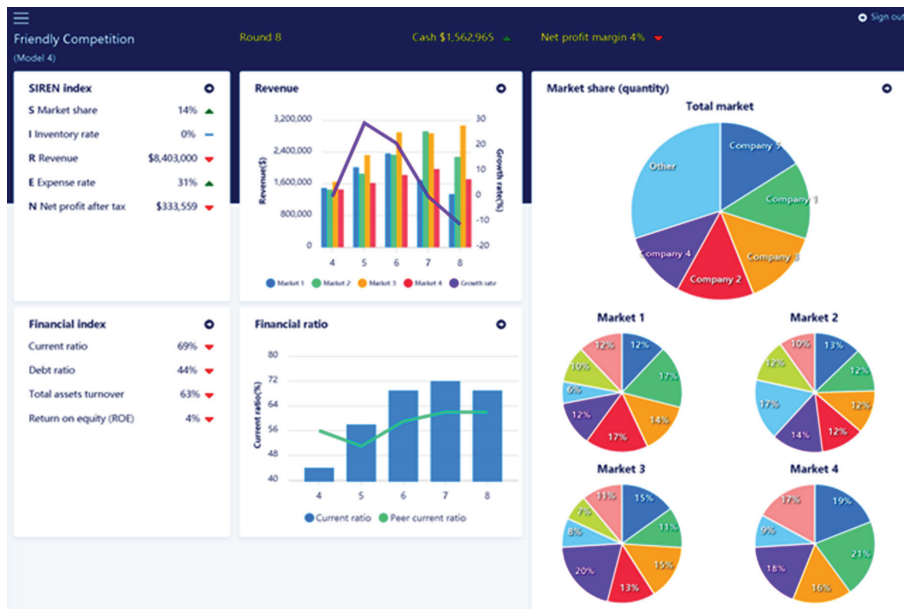 Sign out
Friendly Competition
Round 8
Cash $1,562,965
Net profit margin 4%
(Model 4)
SIREN index
S Market share 14%
I Inventory rate 0%
R Revenue $8,403,000
E Expense rate 31%
N Net profit after tax $333,559
Revenue
3,200,000
2,400,000
1,600,000
800,000
0
Revenue($)
30
20
10
0
-10
-20
Growth rate(%)
4 5 6 7 8
Market 1 Market 2 Market 3 Market 4 Growth rate
Market share (quantity)
Total market
Company 5
Company 1
Company 3
Company 2
Company 4
Other
Market 1
12%
17%
14%
17%
12%
6%
10%
12%
Market 2
13%
12%
12%
12%
14%
17%
12%
10%
Financial index
Current ratio 69%
Debt ratio 44%
Total assets turnover 63%
Return on equity (ROE) 4%
Financial ratio
80
72
64
56
48
40
Current ratio(%)
4 5 6 7 8
Current ratio Peer current ratio
Market 3
15%
11%
15%
13%
20%
8%
7%
11%
Market 4
19%
21%
16%
18%
9%
17%